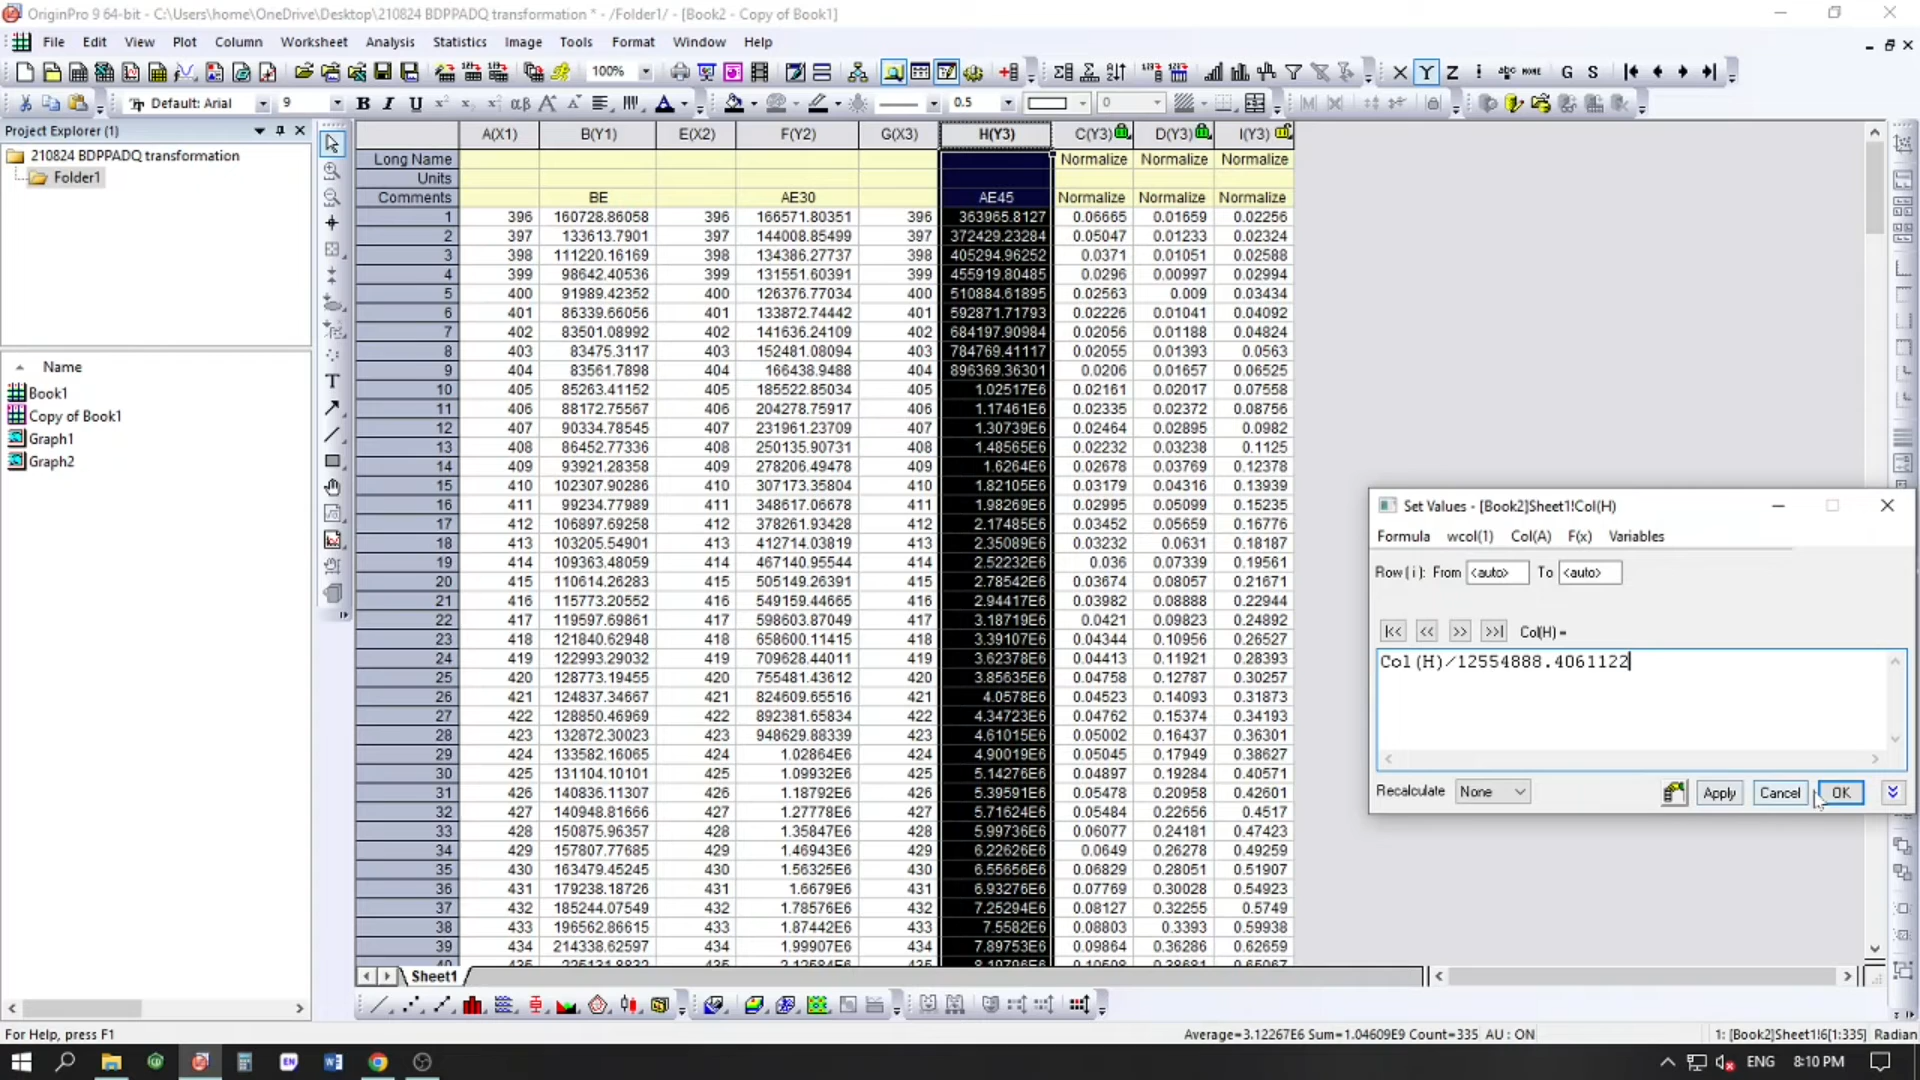 OriginPro 9 64-bit - C:\Users\home\OneDrive\Desktop\210824 BDPPADQ transformation * - /Folder1/ - [Book2 - Copy of Book1]
File Edit View Plot Column Worksheet Analysis Statistics Image Tools Format Window Help
100%
Default: Arial 9 B I U 0.5 0
Project Explorer (1)
210824 BDPPADQ transformation
Folder1
Name
Book1
Copy of Book1
Graph1
Graph2
A(X1) B(Y1) E(X2) F(Y2) G(X3) H(Y3) C(Y3) D(Y3) I(Y3)
Long Name Normalize Normalize Normalize
Units
Comments BE AE30 AE45 Normalize Normalize Normalize
1 396 160728.86058 396 166571.80351 396 363965.8127 0.06665 0.01659 0.02256
2 397 133613.7901 397 144008.85499 397 372429.23284 0.05047 0.01233 0.02324
3 398 111220.16169 398 134386.27737 398 405294.96252 0.0371 0.01051 0.02588
4 399 98642.40536 399 131551.60391 399 455919.80485 0.0296 0.00997 0.02994
5 400 91989.42352 400 126376.77034 400 510884.61895 0.02563 0.009 0.03434
6 401 86339.66056 401 133872.74442 401 592871.71793 0.02226 0.01041 0.04092
7 402 83501.08992 402 141636.24109 402 684197.90984 0.02056 0.01188 0.04824
8 403 83475.3117 403 152481.08094 403 784769.41117 0.02055 0.01393 0.0563
9 404 83561.7898 404 166438.9488 404 896369.36301 0.0206 0.01657 0.06525
10 405 85263.41152 405 185522.85034 405 1.02517E6 0.02161 0.02017 0.07558
11 406 88172.75567 406 204278.75917 406 1.17461E6 0.02335 0.02372 0.08756
12 407 90334.78545 407 231961.23709 407 1.30739E6 0.02464 0.02895 0.0982
13 408 86452.77336 408 250135.90731 408 1.48565E6 0.02232 0.03238 0.1125
14 409 93921.28358 409 278206.49478 409 1.6264E6 0.02678 0.03769 0.12378
15 410 102307.90286 410 307173.35804 410 1.82105E6 0.03179 0.04316 0.13939
16 411 99234.77989 411 348617.06678 411 1.98269E6 0.02995 0.05099 0.15235
17 412 106897.69258 412 378261.93428 412 2.17485E6 0.03452 0.05659 0.16776
18 413 103205.54901 413 412714.03819 413 2.35089E6 0.03232 0.0631 0.18187
19 414 109363.48059 414 467140.95544 414 2.52232E6 0.036 0.07339 0.19561
20 415 110614.26283 415 505149.26391 415 2.78542E6 0.03674 0.08057 0.21671
21 416 115773.20552 416 549159.44665 416 2.94417E6 0.03982 0.08888 0.22944
22 417 119597.69861 417 598603.87049 417 3.18719E6 0.0421 0.09823 0.24892
23 418 121840.62948 418 658600.11415 418 3.39107E6 0.04344 0.10956 0.26527
24 419 122993.29032 419 709628.44011 419 3.62378E6 0.04413 0.11921 0.28393
25 420 128773.19455 420 755481.43612 420 3.85635E6 0.04758 0.12787 0.30257
26 421 124837.34667 421 824609.65516 421 4.0578E6 0.04523 0.14093 0.31873
27 422 128850.46969 422 892381.65834 422 4.34723E6 0.04762 0.15374 0.34193
28 423 132872.30023 423 948629.88339 423 4.61015E6 0.05002 0.16437 0.36301
29 424 133582.16065 424 1.02864E6 424 4.90019E6 0.05045 0.17949 0.38627
30 425 131104.10101 425 1.09932E6 425 5.14276E6 0.04897 0.19284 0.40571
31 426 140836.11307 426 1.18792E6 426 5.39591E6 0.05478 0.20958 0.42601
32 427 140948.81666 427 1.27778E6 427 5.71624E6 0.05484 0.22656 0.4517
33 428 150875.96357 428 1.35847E6 428 5.99736E6 0.06077 0.24181 0.47423
34 429 157807.77685 429 1.46943E6 429 6.22626E6 0.0649 0.26278 0.49259
35 430 163479.45245 430 1.56325E6 430 6.55656E6 0.06829 0.28051 0.51907
36 431 179238.18726 431 1.6679E6 431 6.93276E6 0.07769 0.30028 0.54923
37 432 185244.07549 432 1.78576E6 432 7.25294E6 0.08127 0.32255 0.5749
38 433 196562.86615 433 1.87442E6 433 7.5582E6 0.08803 0.3393 0.59938
39 434 214338.62597 434 1.99907E6 434 7.89753E6 0.09864 0.36286 0.62659
Sheet1
Set Values - [Book2]Sheet1!Col(H)
Formula wcol(1) Col(A) F(x) Variables
Row (i): From <auto> To <auto>
|<< << >> >>| Col(H) =
Col(H)/12554888.4061122
Recalculate None Apply Cancel OK
For Help, press F1 Average=3.12267E6 Sum=1.04609E9 Count=335 AU : ON 1: [Book2]Sheet1!6[1:335] Radian
ENG 8:10 PM